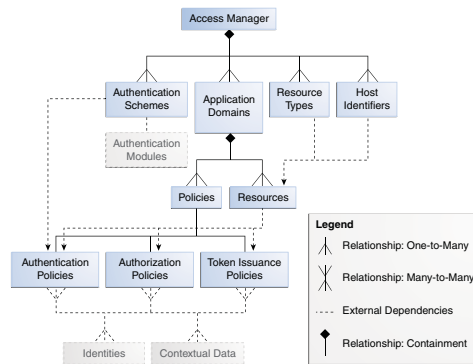 Access Manager
Authentication
Schemes
Application
Domains
Resource
Types
Host
Identifiers
Authentication
Modules
Policies
Resources
Authentication
Policies
Authorization
Policies
Token Issuance
Policies
Identities
Contextual Data
Legend
Relationship: One-to-Many
Relationship: Many-to-Many
External Dependencies
Relationship: Containment